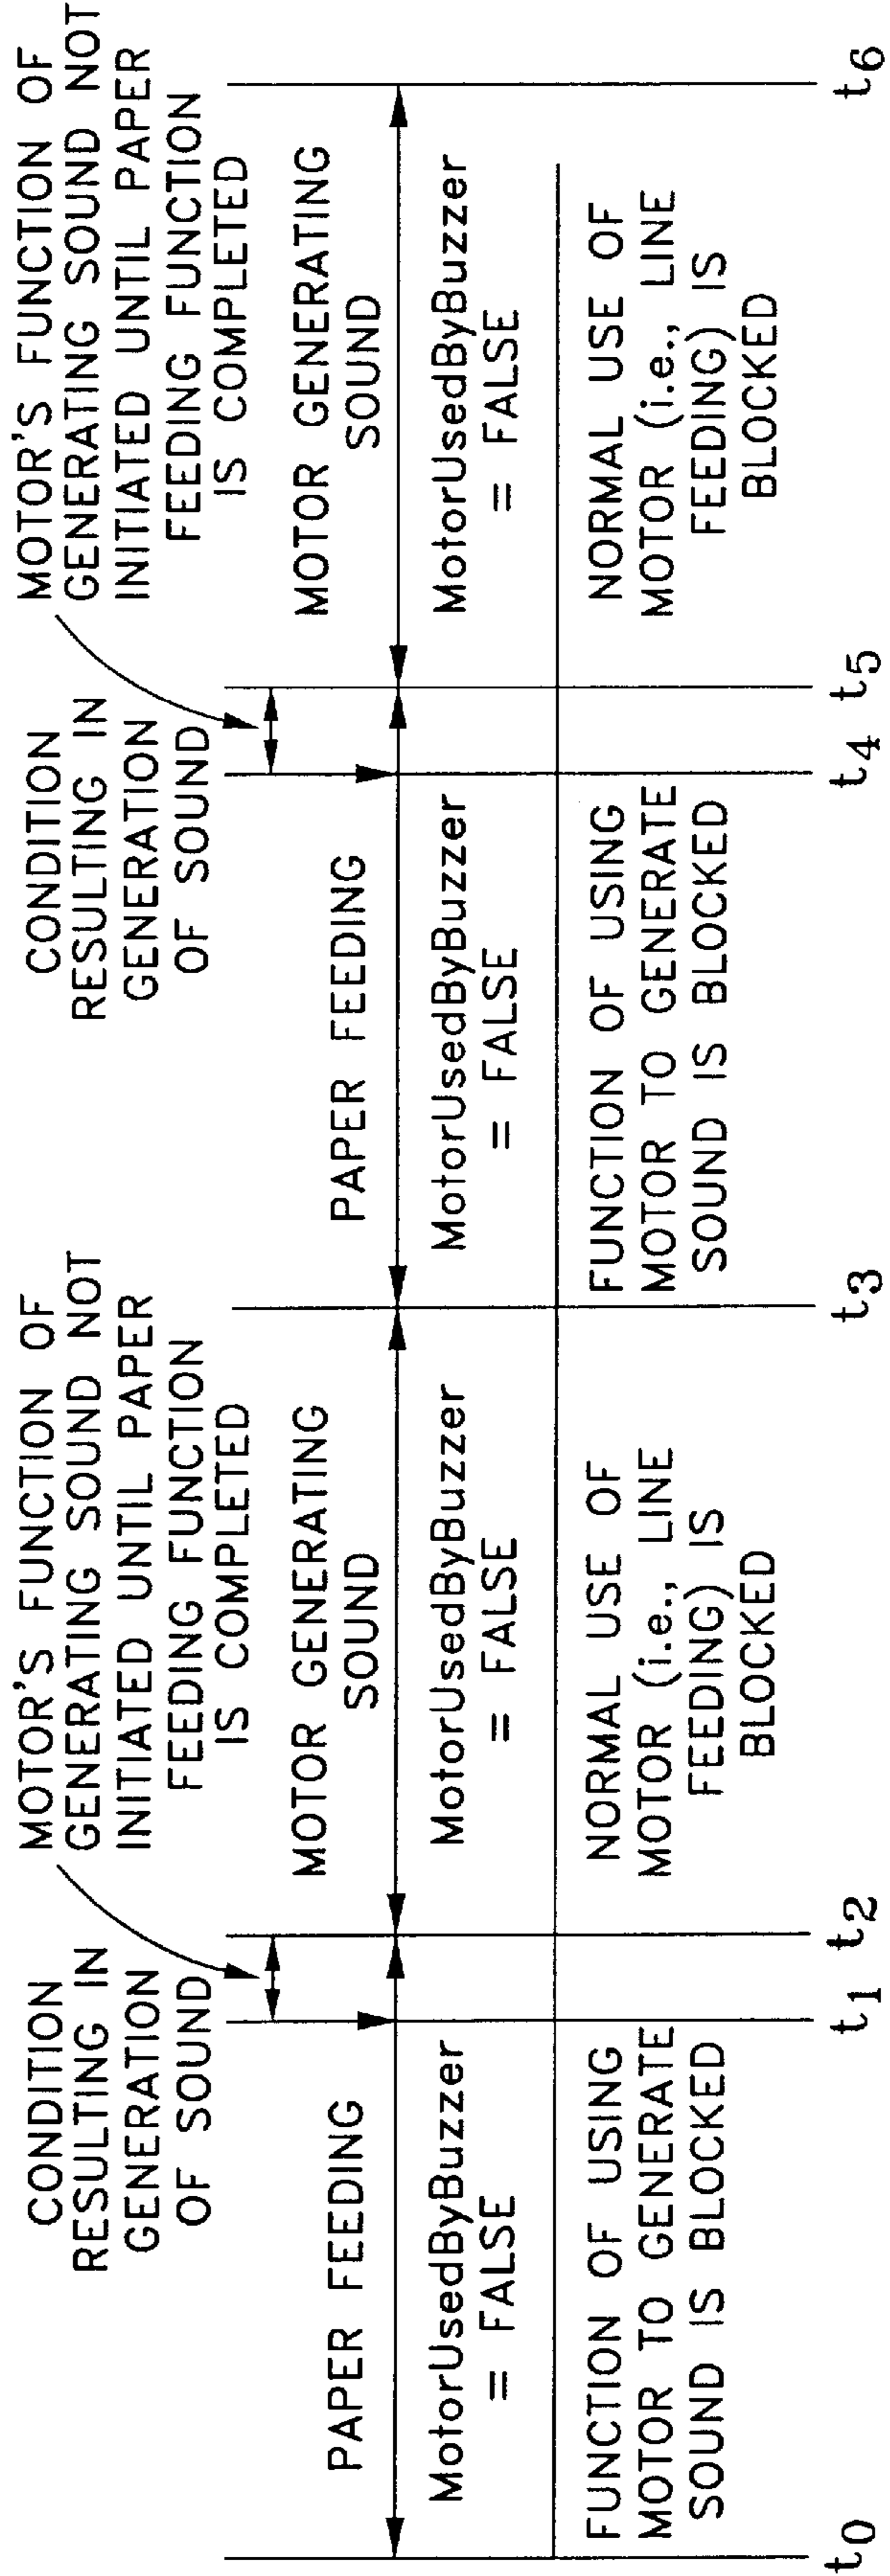 CONDITION
RESULTING IN
GENERATION
OF SOUND
MOTOR'S FUNCTION OF
GENERATING SOUND NOT
INITIATED UNTIL PAPER
FEEDING FUNCTION
IS COMPLETED
CONDITION
RESULTING IN
GENERATION
OF SOUND
MOTOR'S FUNCTION OF
GENERATING SOUND NOT
INITIATED UNTIL PAPER
FEEDING FUNCTION
IS COMPLETED
PAPER FEEDING
MOTOR GENERATING
SOUND
PAPER FEEDING
MOTOR GENERATING
SOUND
MotorUsedByBuzzer
= FALSE
MotorUsedByBuzzer
= FALSE
MotorUsedByBuzzer
= FALSE
MotorUsedByBuzzer
= FALSE
FUNCTION OF USING
MOTOR TO GENERATE
SOUND IS BLOCKED
NORMAL USE OF
MOTOR (i.e., LINE
FEEDING) IS
BLOCKED
FUNCTION OF USING
MOTOR TO GENERATE
SOUND IS BLOCKED
NORMAL USE OF
MOTOR (i.e., LINE
FEEDING) IS
BLOCKED
t0 t1 t2 t3 t4 t5 t6